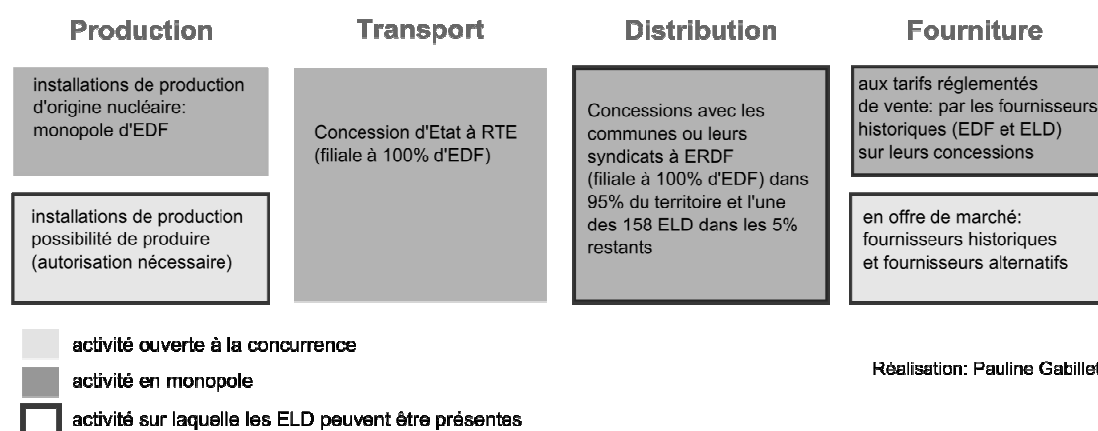 Production
Transport
Distribution
Fourniture
installations de production
d'origine nucléaire:
monopole d'EDF
installations de production
possibilité de produire
(autorisation nécessaire)
Concession d'Etat à RTE
(filiale à 100% d'EDF)
Concessions avec les
communes ou leurs
syndicats à ERDF
(filiale à 100% d'EDF) dans
95% du territoire et l'une
des 158 ELD dans les 5%
restants
aux tarifs réglementés
de vente: par les fournisseurs
historiques (EDF et ELD)
sur leurs concessions
en offre de marché:
fournisseurs historiques
et fournisseurs alternatifs
activité ouverte à la concurrence
activité en monopole
activité sur laquelle les ELD peuvent être présentes
Réalisation: Pauline Gabillet